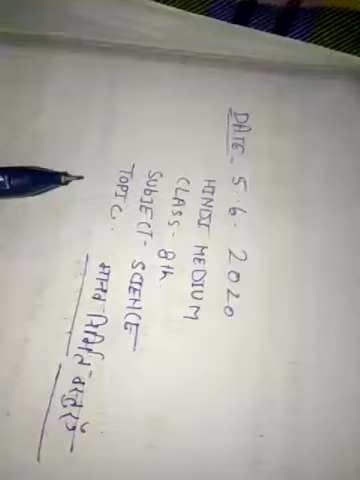 DATE - 5.6.2020
HINDI MEDIUM
CLASS - 8th
SUBJECT - SCIENCE
TOPIC.
मानव निर्मित वस्तुएँ